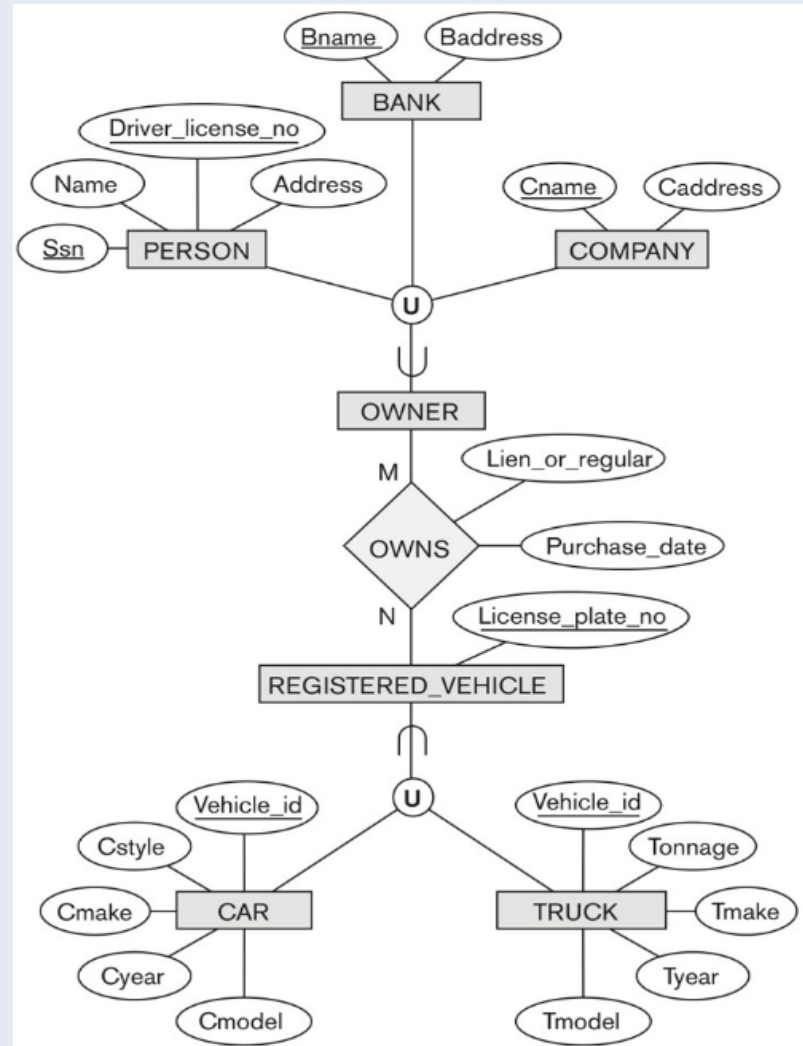 Bname Baddress
BANK
Driver_license_no
Name Address
Ssn PERSON
Cname Caddress
COMPANY
U
OWNER
M
Lien_or_regular
OWNS
Purchase_date
N
License_plate_no
REGISTERED_VEHICLE
U
Vehicle_id
Cstyle
Cmake CAR
Cyear
Cmodel
Vehicle_id
Tonnage
TRUCK Tmake
Tyear
Tmodel